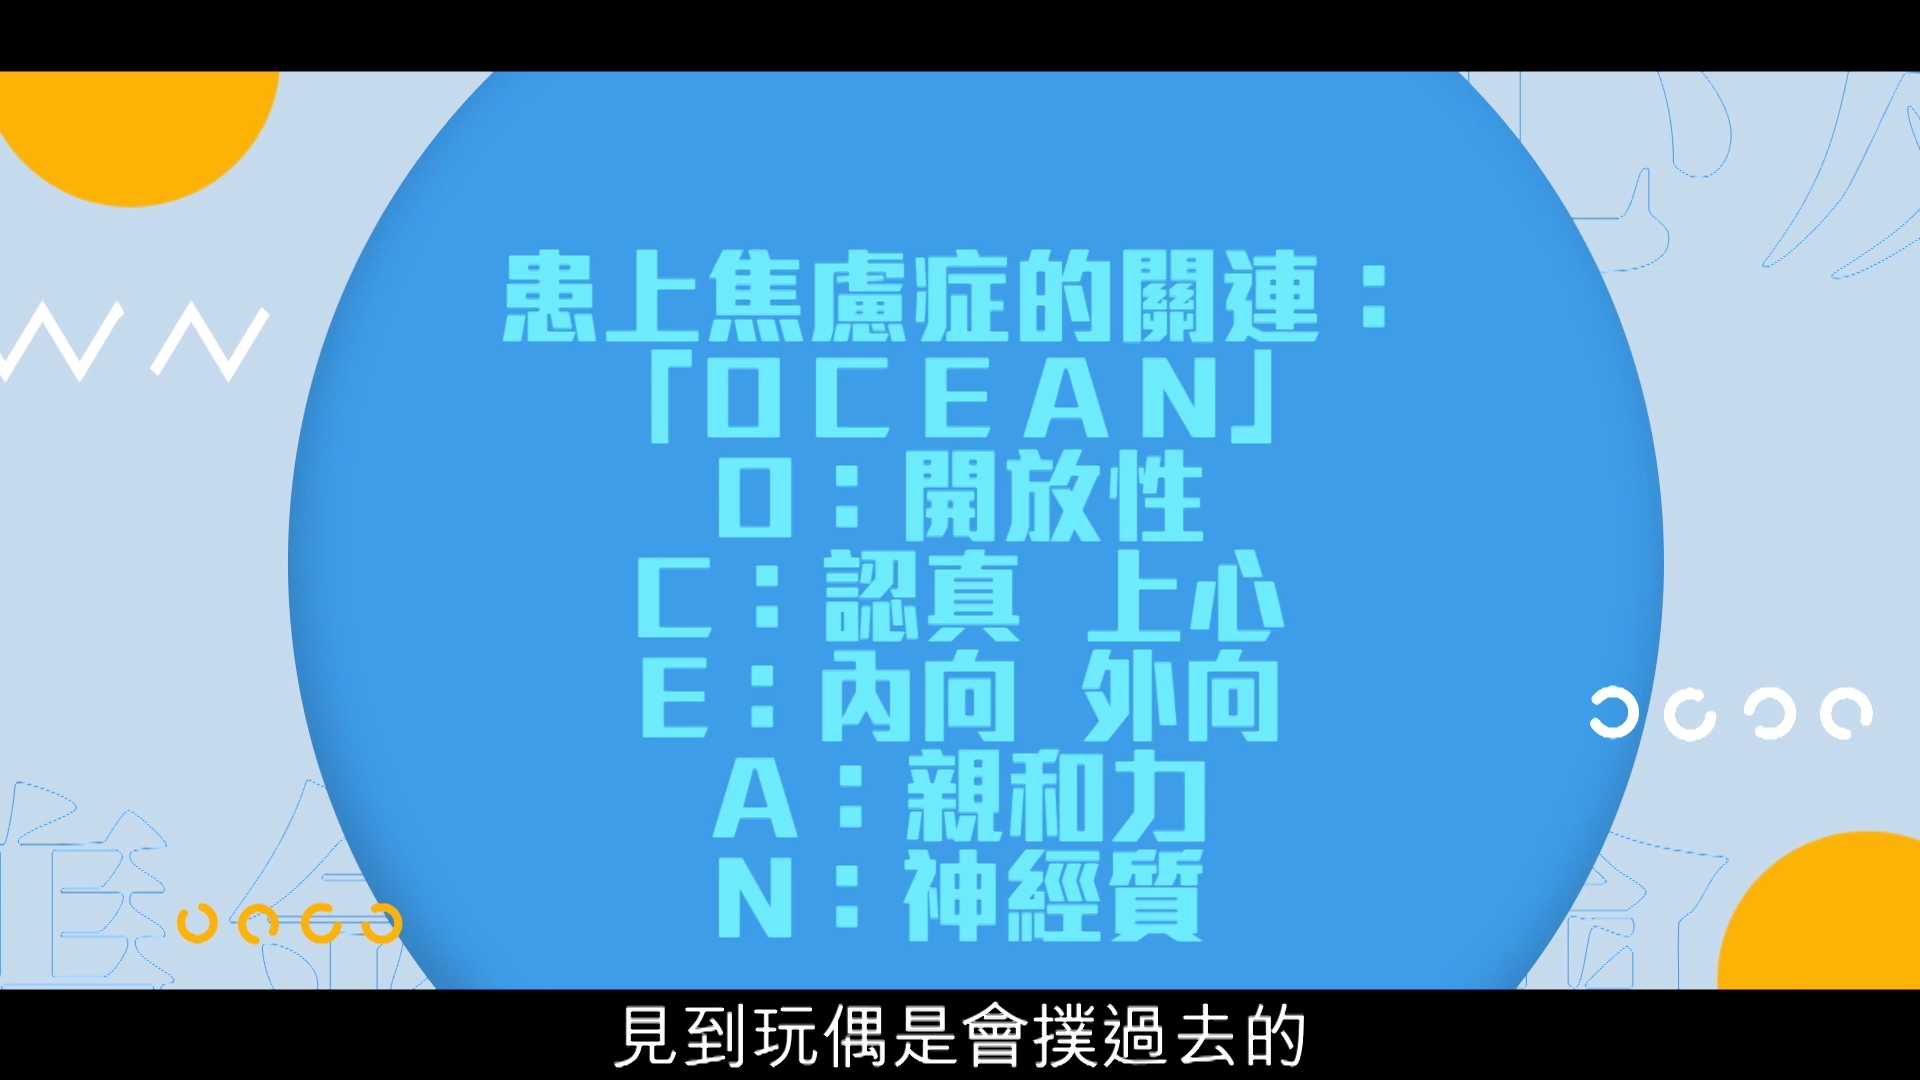 患上焦慮症的關連：
「OCEAN」
O：開放性
C：認真 上心
E：內向 外向
A：親和力
N：神經質
見到玩偶是會撲過去的